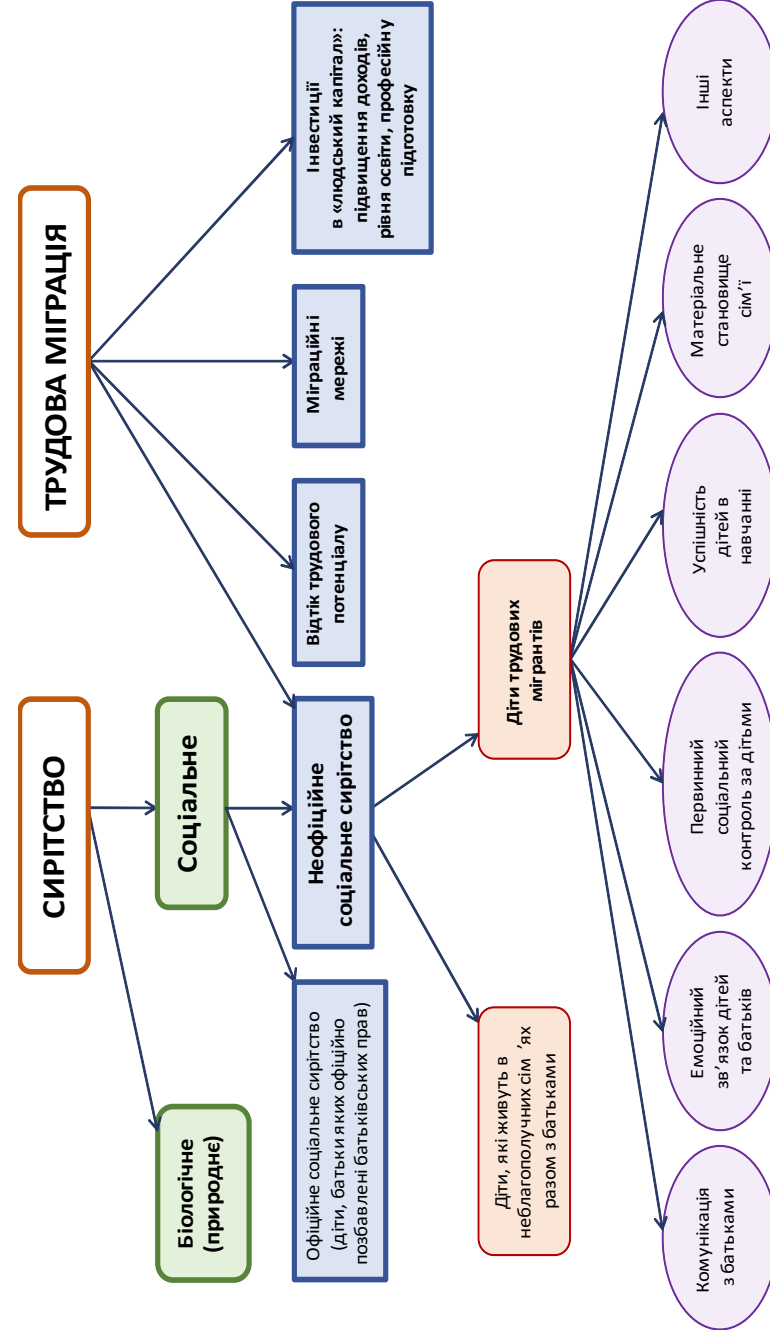 СИРІТСТВО
ТРУДОВА МІГРАЦІЯ
Біологічне
(природнє)
Соціальне
Офіційне соціальне сирітство
(діти, батьки яких офіційно
позбавлені батьківських прав)
Неофіційне
соціальне сирітство
Відтік трудового
потенціалу
Міграційні
мережі
Інвестиції
в «людський капітал»:
підвищення доходів,
рівня освіти, професійну
підготовку
Діти, які живуть в
неблагополучних сім 'ях
разом з батьками
Діти трудових
мігрантів
Комунікація
з батьками
Емоційний
зв'язок дітей
та батьків
Первинний
соціальний
контроль за дітьми
Успішність
дітей в
навчанні
Матеріальне
становище
сім'ї
Інші
аспекти